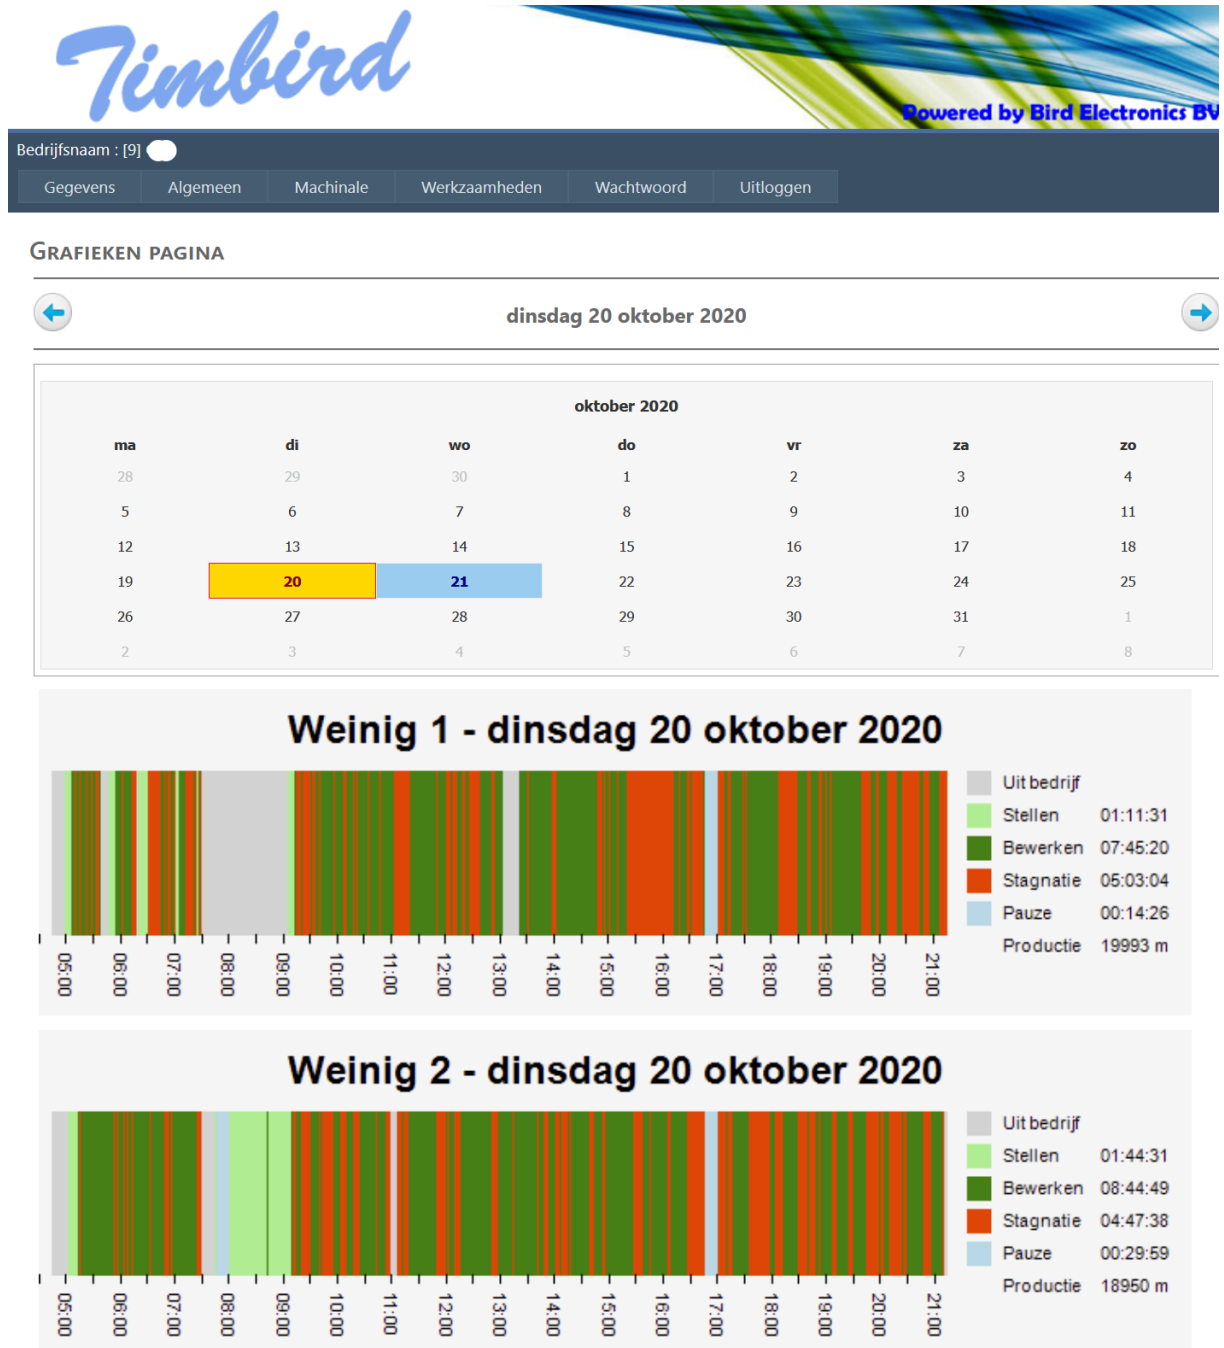 Timbird
Powered by Bird Electronics BV
Bedrijfsnaam : [9]
Gegevens Algemeen Machinale Werkzaamheden Wachtwoord Uitloggen
Grafieken pagina
dinsdag 20 oktober 2020
oktober 2020
ma di wo do vr za zo
28 29 30 1 2 3 4
5 6 7 8 9 10 11
12 13 14 15 16 17 18
19 20 21 22 23 24 25
26 27 28 29 30 31 1
2 3 4 5 6 7 8
Weinig 1 - dinsdag 20 oktober 2020
Uit bedrijf
Stellen 01:11:31
Bewerken 07:45:20
Stagnatie 05:03:04
Pauze 00:14:26
Productie 19993 m
05:00 06:00 07:00 08:00 09:00 10:00 11:00 12:00 13:00 14:00 15:00 16:00 17:00 18:00 19:00 20:00 21:00
Weinig 2 - dinsdag 20 oktober 2020
Uit bedrijf
Stellen 01:44:31
Bewerken 08:44:49
Stagnatie 04:47:38
Pauze 00:29:59
Productie 18950 m
05:00 06:00 07:00 08:00 09:00 10:00 11:00 12:00 13:00 14:00 15:00 16:00 17:00 18:00 19:00 20:00 21:00